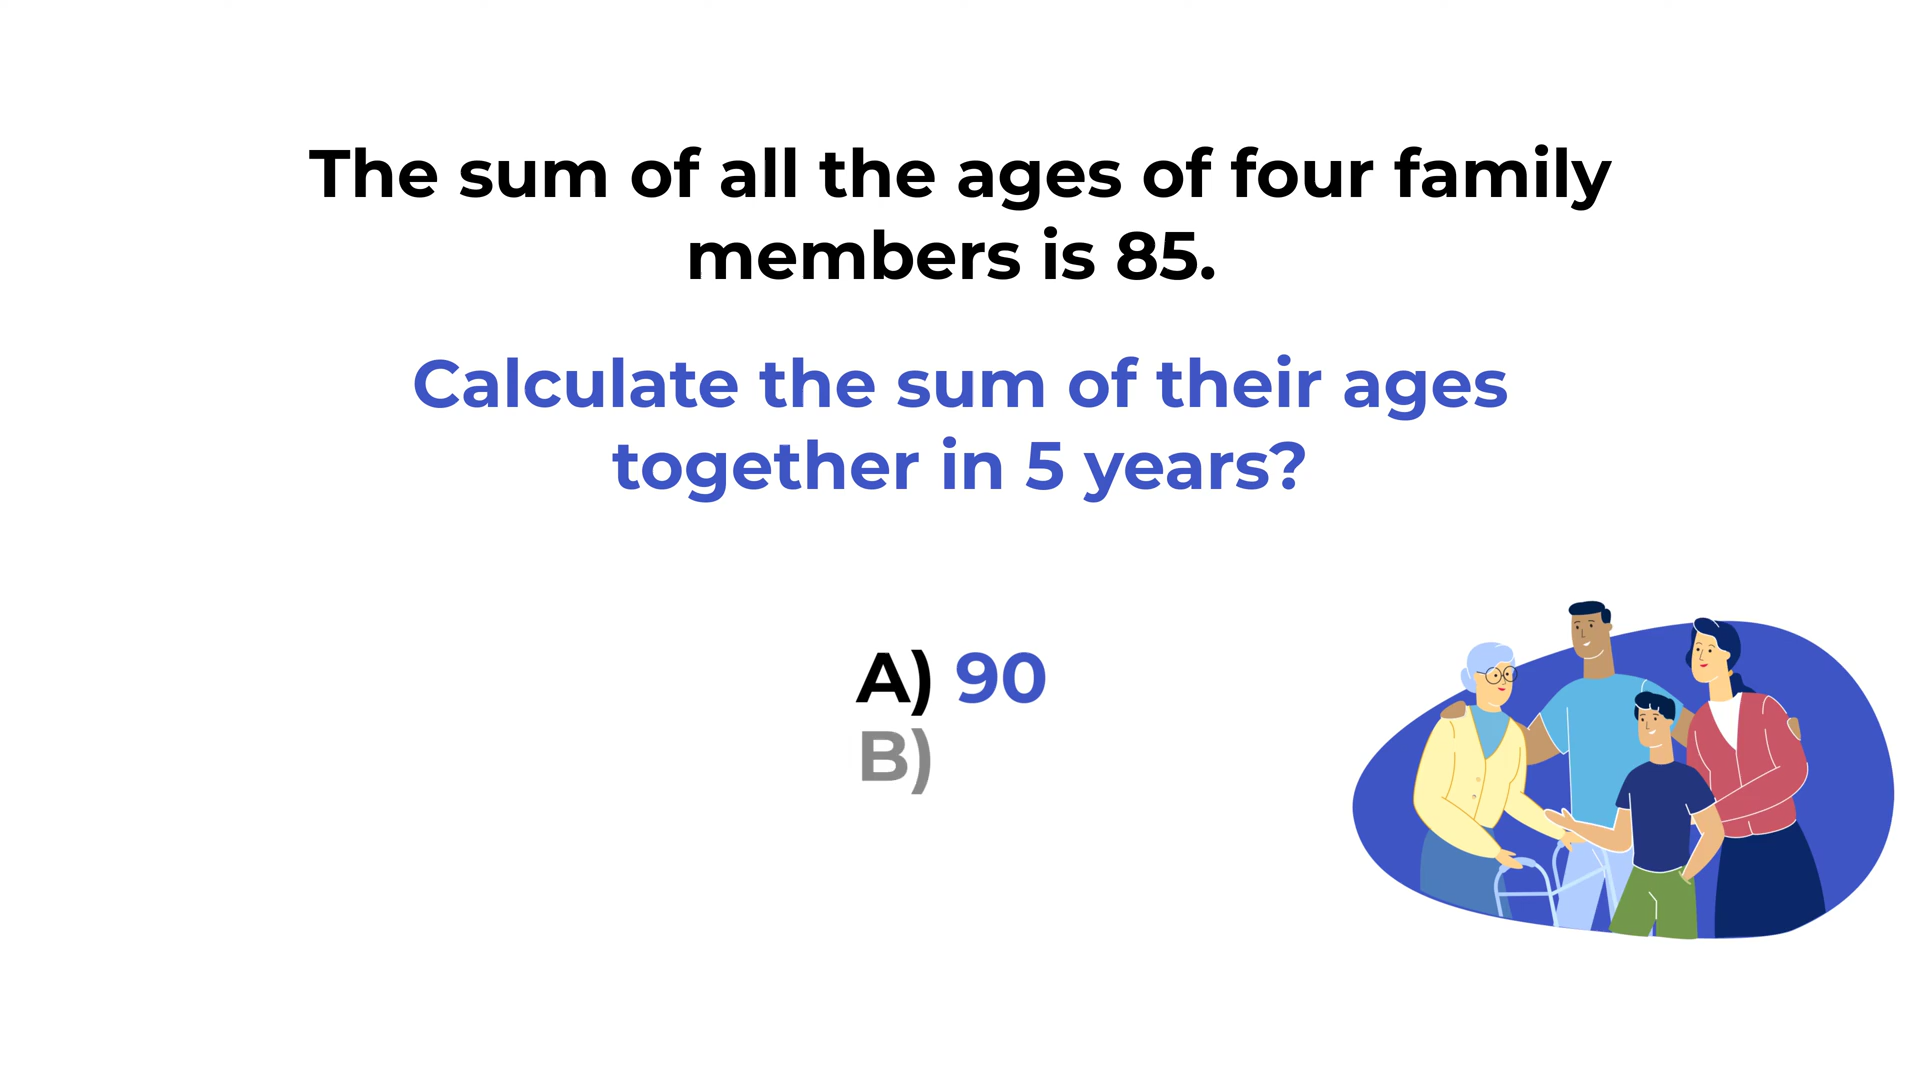 The sum of all the ages of four family
members is 85.
Calculate the sum of their ages
together in 5 years?
A) 90
B)